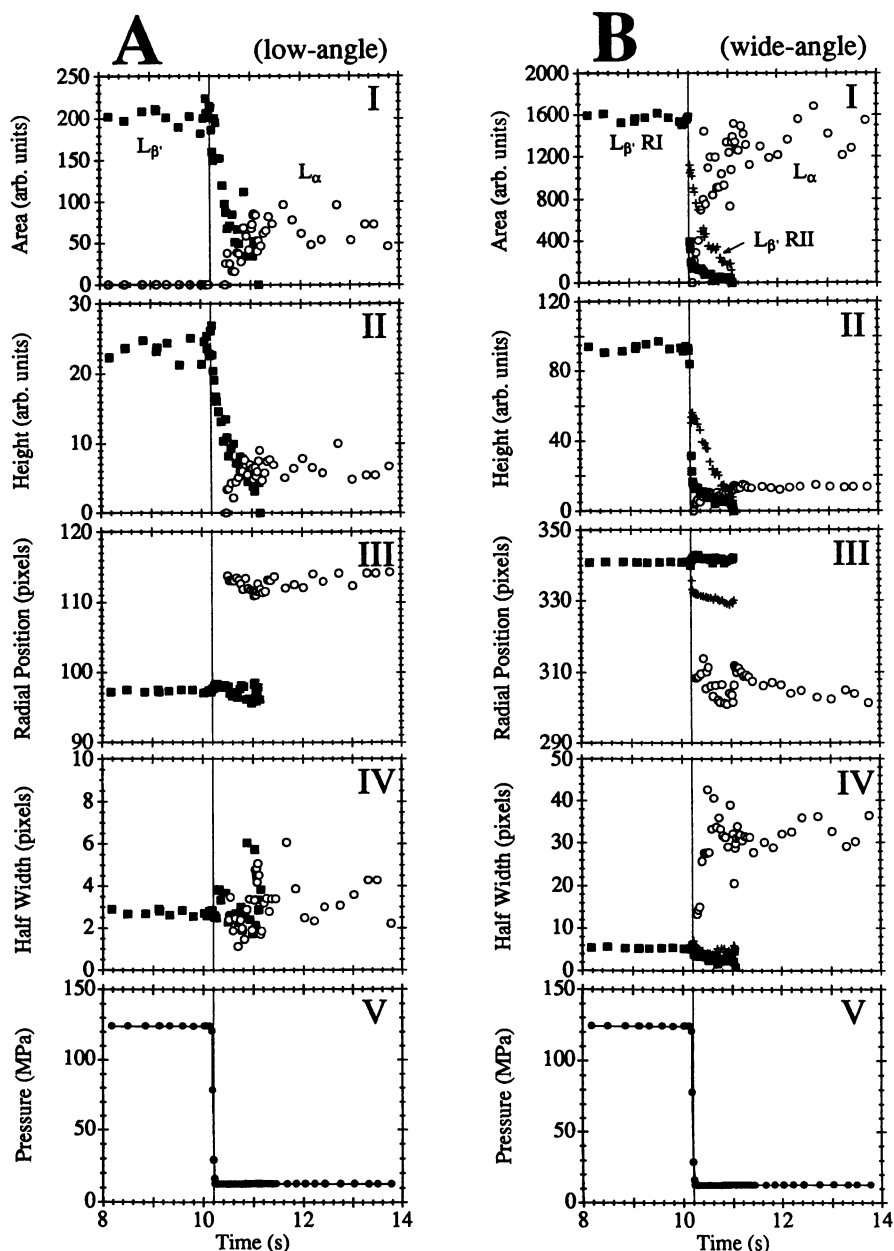 A (low-angle)
I
Area (arb. units)
250
200
150
100
50
0
Lβ'
Lα
II
Height (arb. units)
30
20
10
0
III
Radial Position (pixels)
120
110
100
90
IV
Half Width (pixels)
10
8
6
4
2
0
V
Pressure (MPa)
150
100
50
0
8 10 12 14
Time (s)
B (wide-angle)
I
Area (arb. units)
2000
1600
1200
800
400
0
Lβ' RI
Lα
Lβ' RII
II
Height (arb. units)
120
80
40
0
III
Radial Position (pixels)
350
330
310
290
IV
Half Width (pixels)
50
40
30
20
10
0
V
Pressure (MPa)
150
100
50
0
8 10 12 14
Time (s)